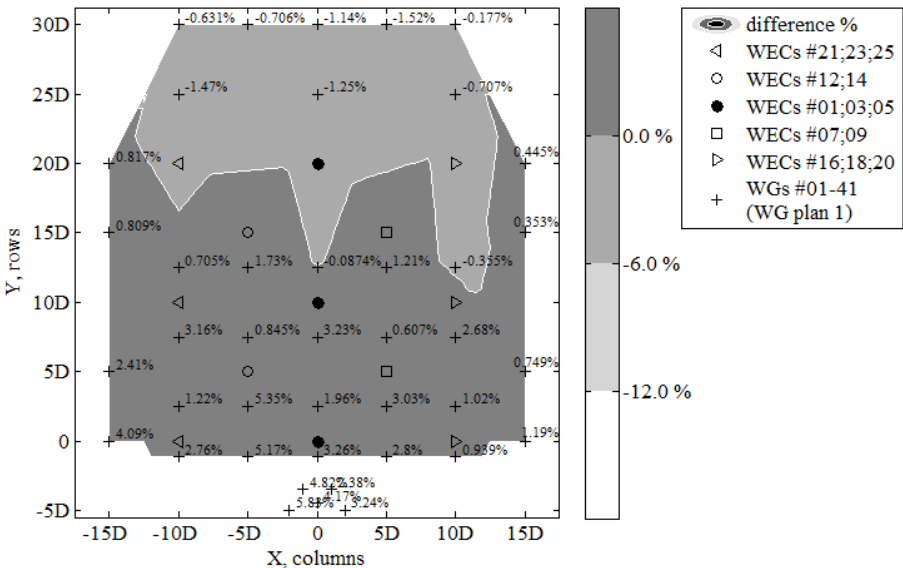 30D
-0.631%
-0.706%
-1.14%
-1.52%
-0.177%
25D
-1.47%
-1.25%
-0.707%
20D
0.817%
0.445%
15D
0.809%
0.353%
0.705%
1.73%
-0.0874%
1.21%
-0.355%
10D
3.16%
0.845%
3.23%
0.607%
2.68%
5D
2.41%
0.749%
1.22%
5.35%
1.96%
3.03%
1.02%
0
4.09%
1.19%
2.76%
5.17%
3.26%
2.8%
0.939%
4.17%
-5D
3.24%
-15D
-10D
-5D
0
5D
10D
15D
X, columns
Y, rows
0.0 %
-6.0 %
-12.0 %
difference %
WECs #21;23;25
WECs #12;14
WECs #01;03;05
WECs #07;09
WECs #16;18;20
WGs #01-41
(WG plan 1)